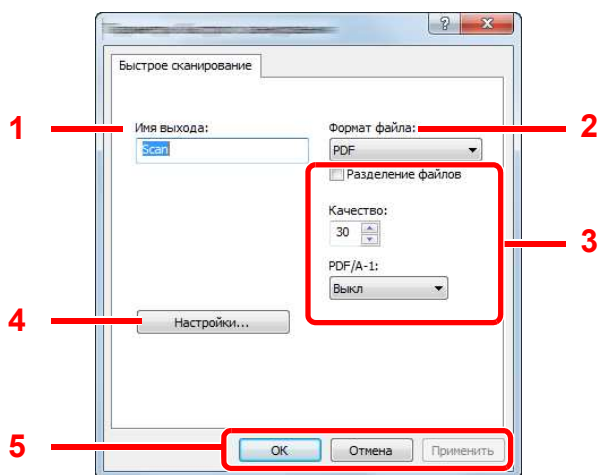 ?
Быстрое сканирование
1
Имя выхода:
Формат файла:
2
Scan
PDF
Разделение файлов
Качество:
30
3
PDF/A-1:
Выкл
4
Настройки...
5
OK
Отмена
Применить